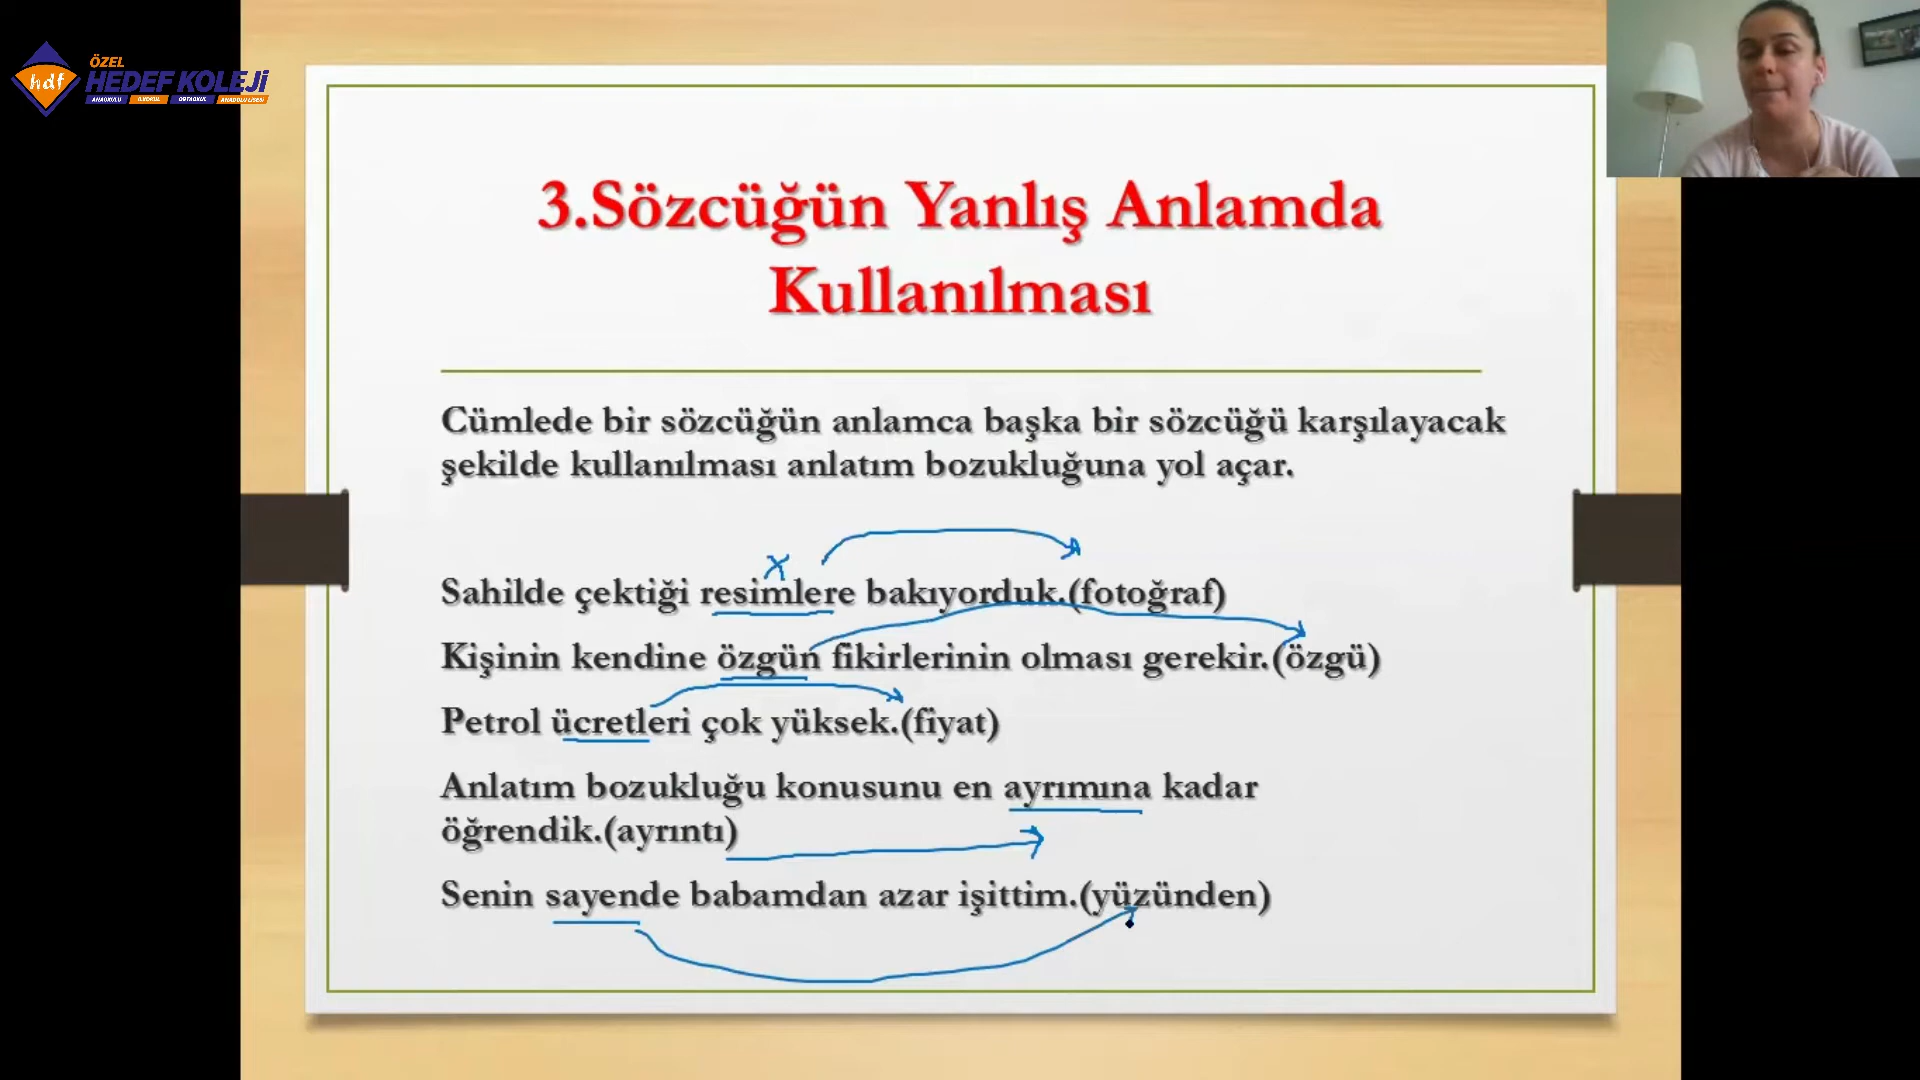 ÖZEL
hdf HEDEF KOLEJİ
ANAOKULU İLKOKUL ORTAOKUL ANADOLU LİSESİ
3.Sözcüğün Yanlış Anlamda
Kullanılması
Cümlede bir sözcüğün anlamca başka bir sözcüğü karşılayacak
şekilde kullanılması anlatım bozukluğuna yol açar.
x
Sahilde çektiği resimlere bakıyorduk.(fotoğraf)
Kişinin kendine özgün fikirlerinin olması gerekir.(özgü)
Petrol ücretleri çok yüksek.(fiyat)
Anlatım bozukluğu konusunu en ayrımına kadar
öğrendik.(ayrıntı)
Senin sayende babamdan azar işittim.(yüzünden)